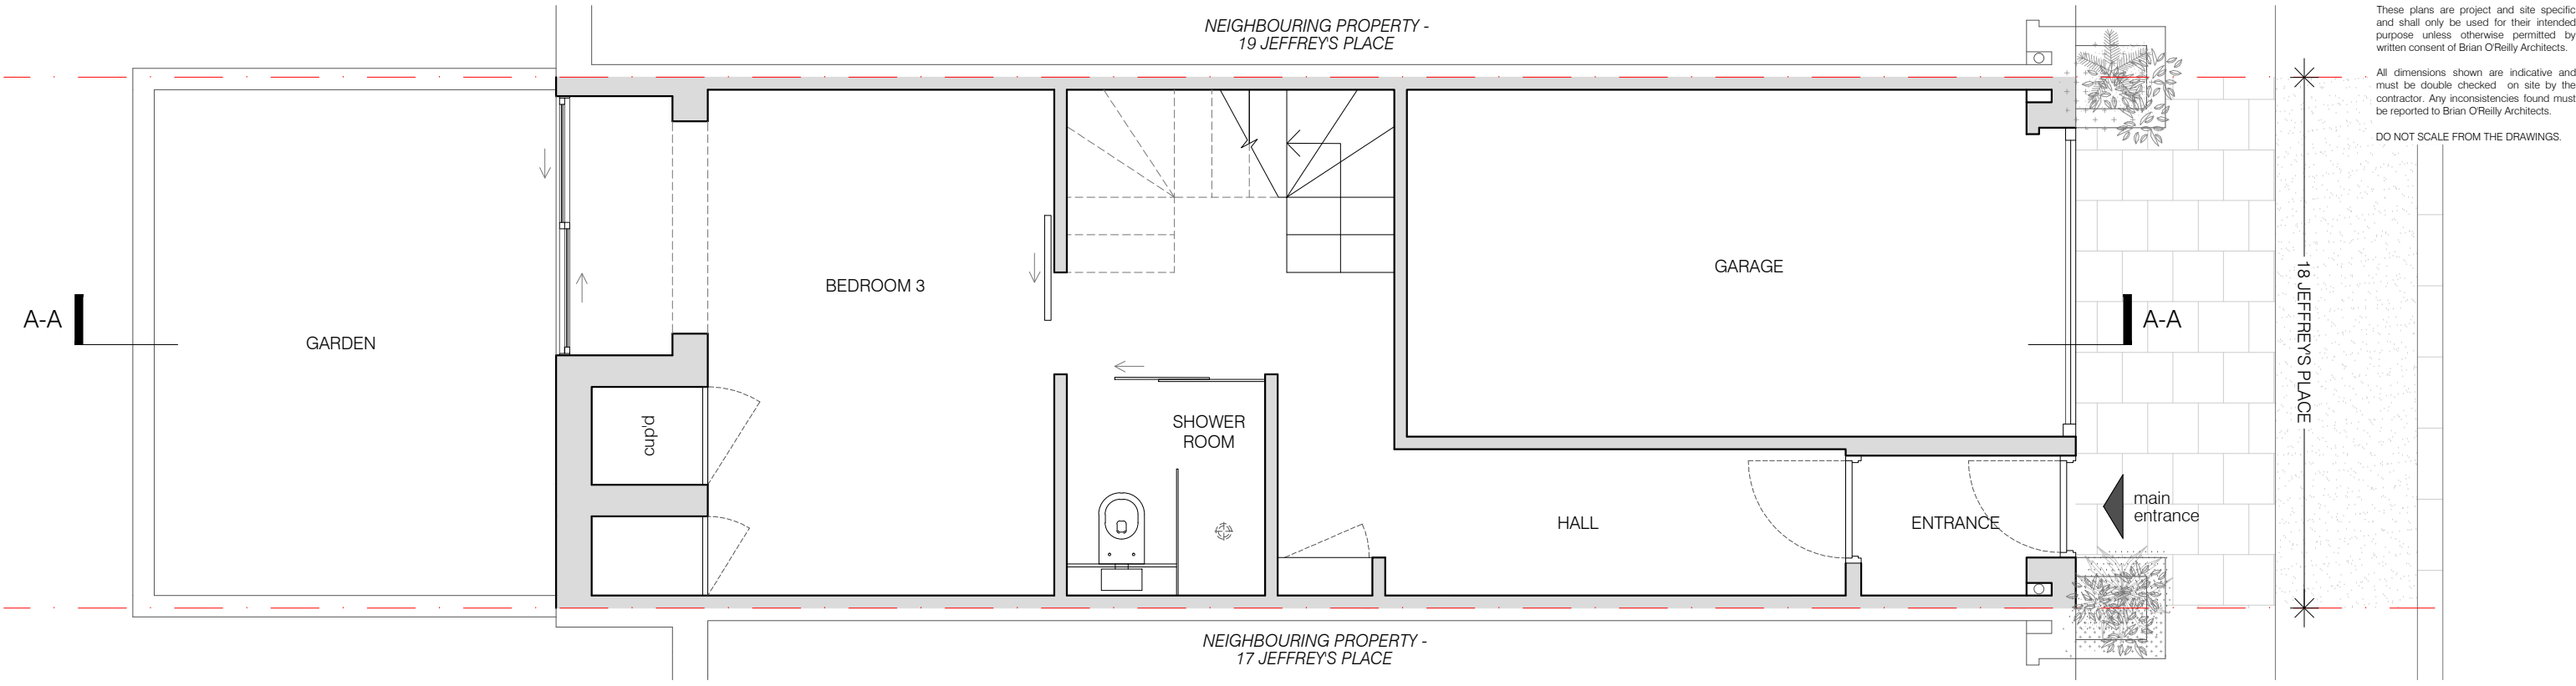 NEIGHBOURING PROPERTY -
19 JEFFREY'S PLACE
These plans are project and site specific
and shall only be used for their intended
purpose unless otherwise permitted by
written consent of Brian O'Reilly Architects.
All dimensions shown are indicative and
must be double checked on site by the
contractor. Any inconsistencies found must
be reported to Brian O'Reilly Architects.
DO NOT SCALE FROM THE DRAWINGS.
A-A
GARDEN
BEDROOM 3
cup'd
SHOWER
ROOM
GARAGE
HALL
ENTRANCE
A-A
main
entrance
18 JEFFREY'S PLACE
NEIGHBOURING PROPERTY -
17 JEFFREY'S PLACE